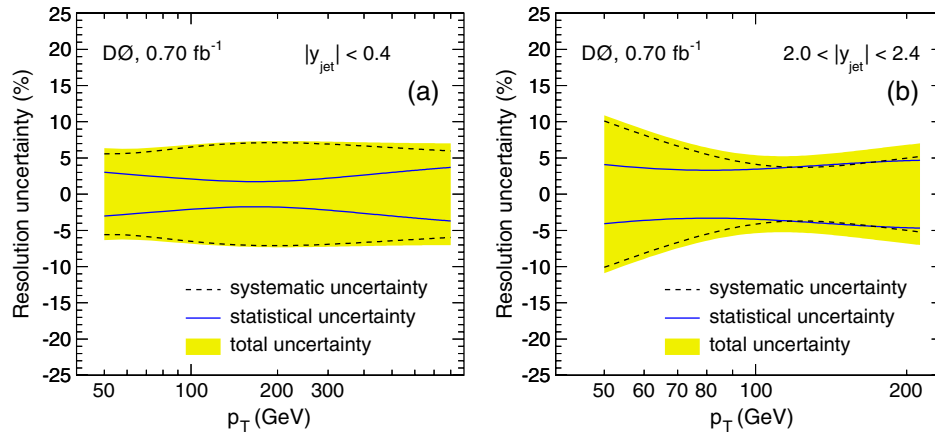 25
20
15
10
5
0
-5
-10
-15
-20
-25
Resolution uncertainty (%)
DØ, 0.70 fb⁻¹
|y_jet| < 0.4
(a)
systematic uncertainty
statistical uncertainty
total uncertainty
50 100 200 300
p_T (GeV)
25
20
15
10
5
0
-5
-10
-15
-20
-25
Resolution uncertainty (%)
DØ, 0.70 fb⁻¹
2.0 < |y_jet| < 2.4
(b)
systematic uncertainty
statistical uncertainty
total uncertainty
50 60 70 80 100 200
p_T (GeV)